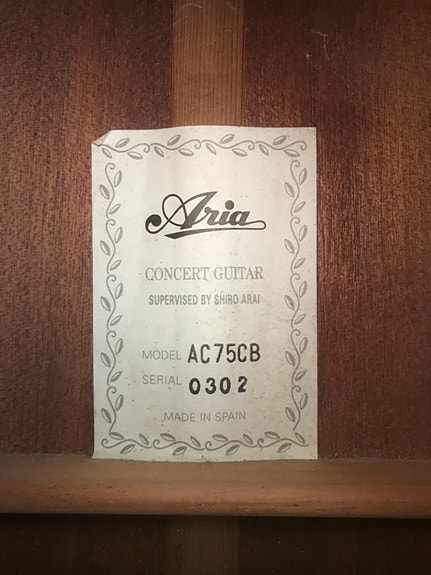 Aria
CONCERT GUITAR
SUPERVISED BY SHIRO ARAI
MODEL AC75CB
SERIAL 0302
MADE IN SPAIN